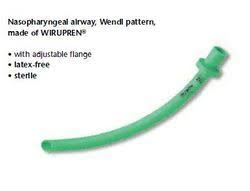 Nasopharyngeal airway, Wendl pattern,
made of WIRUPREN®
• with adjustable flange
• latex-free
• sterile